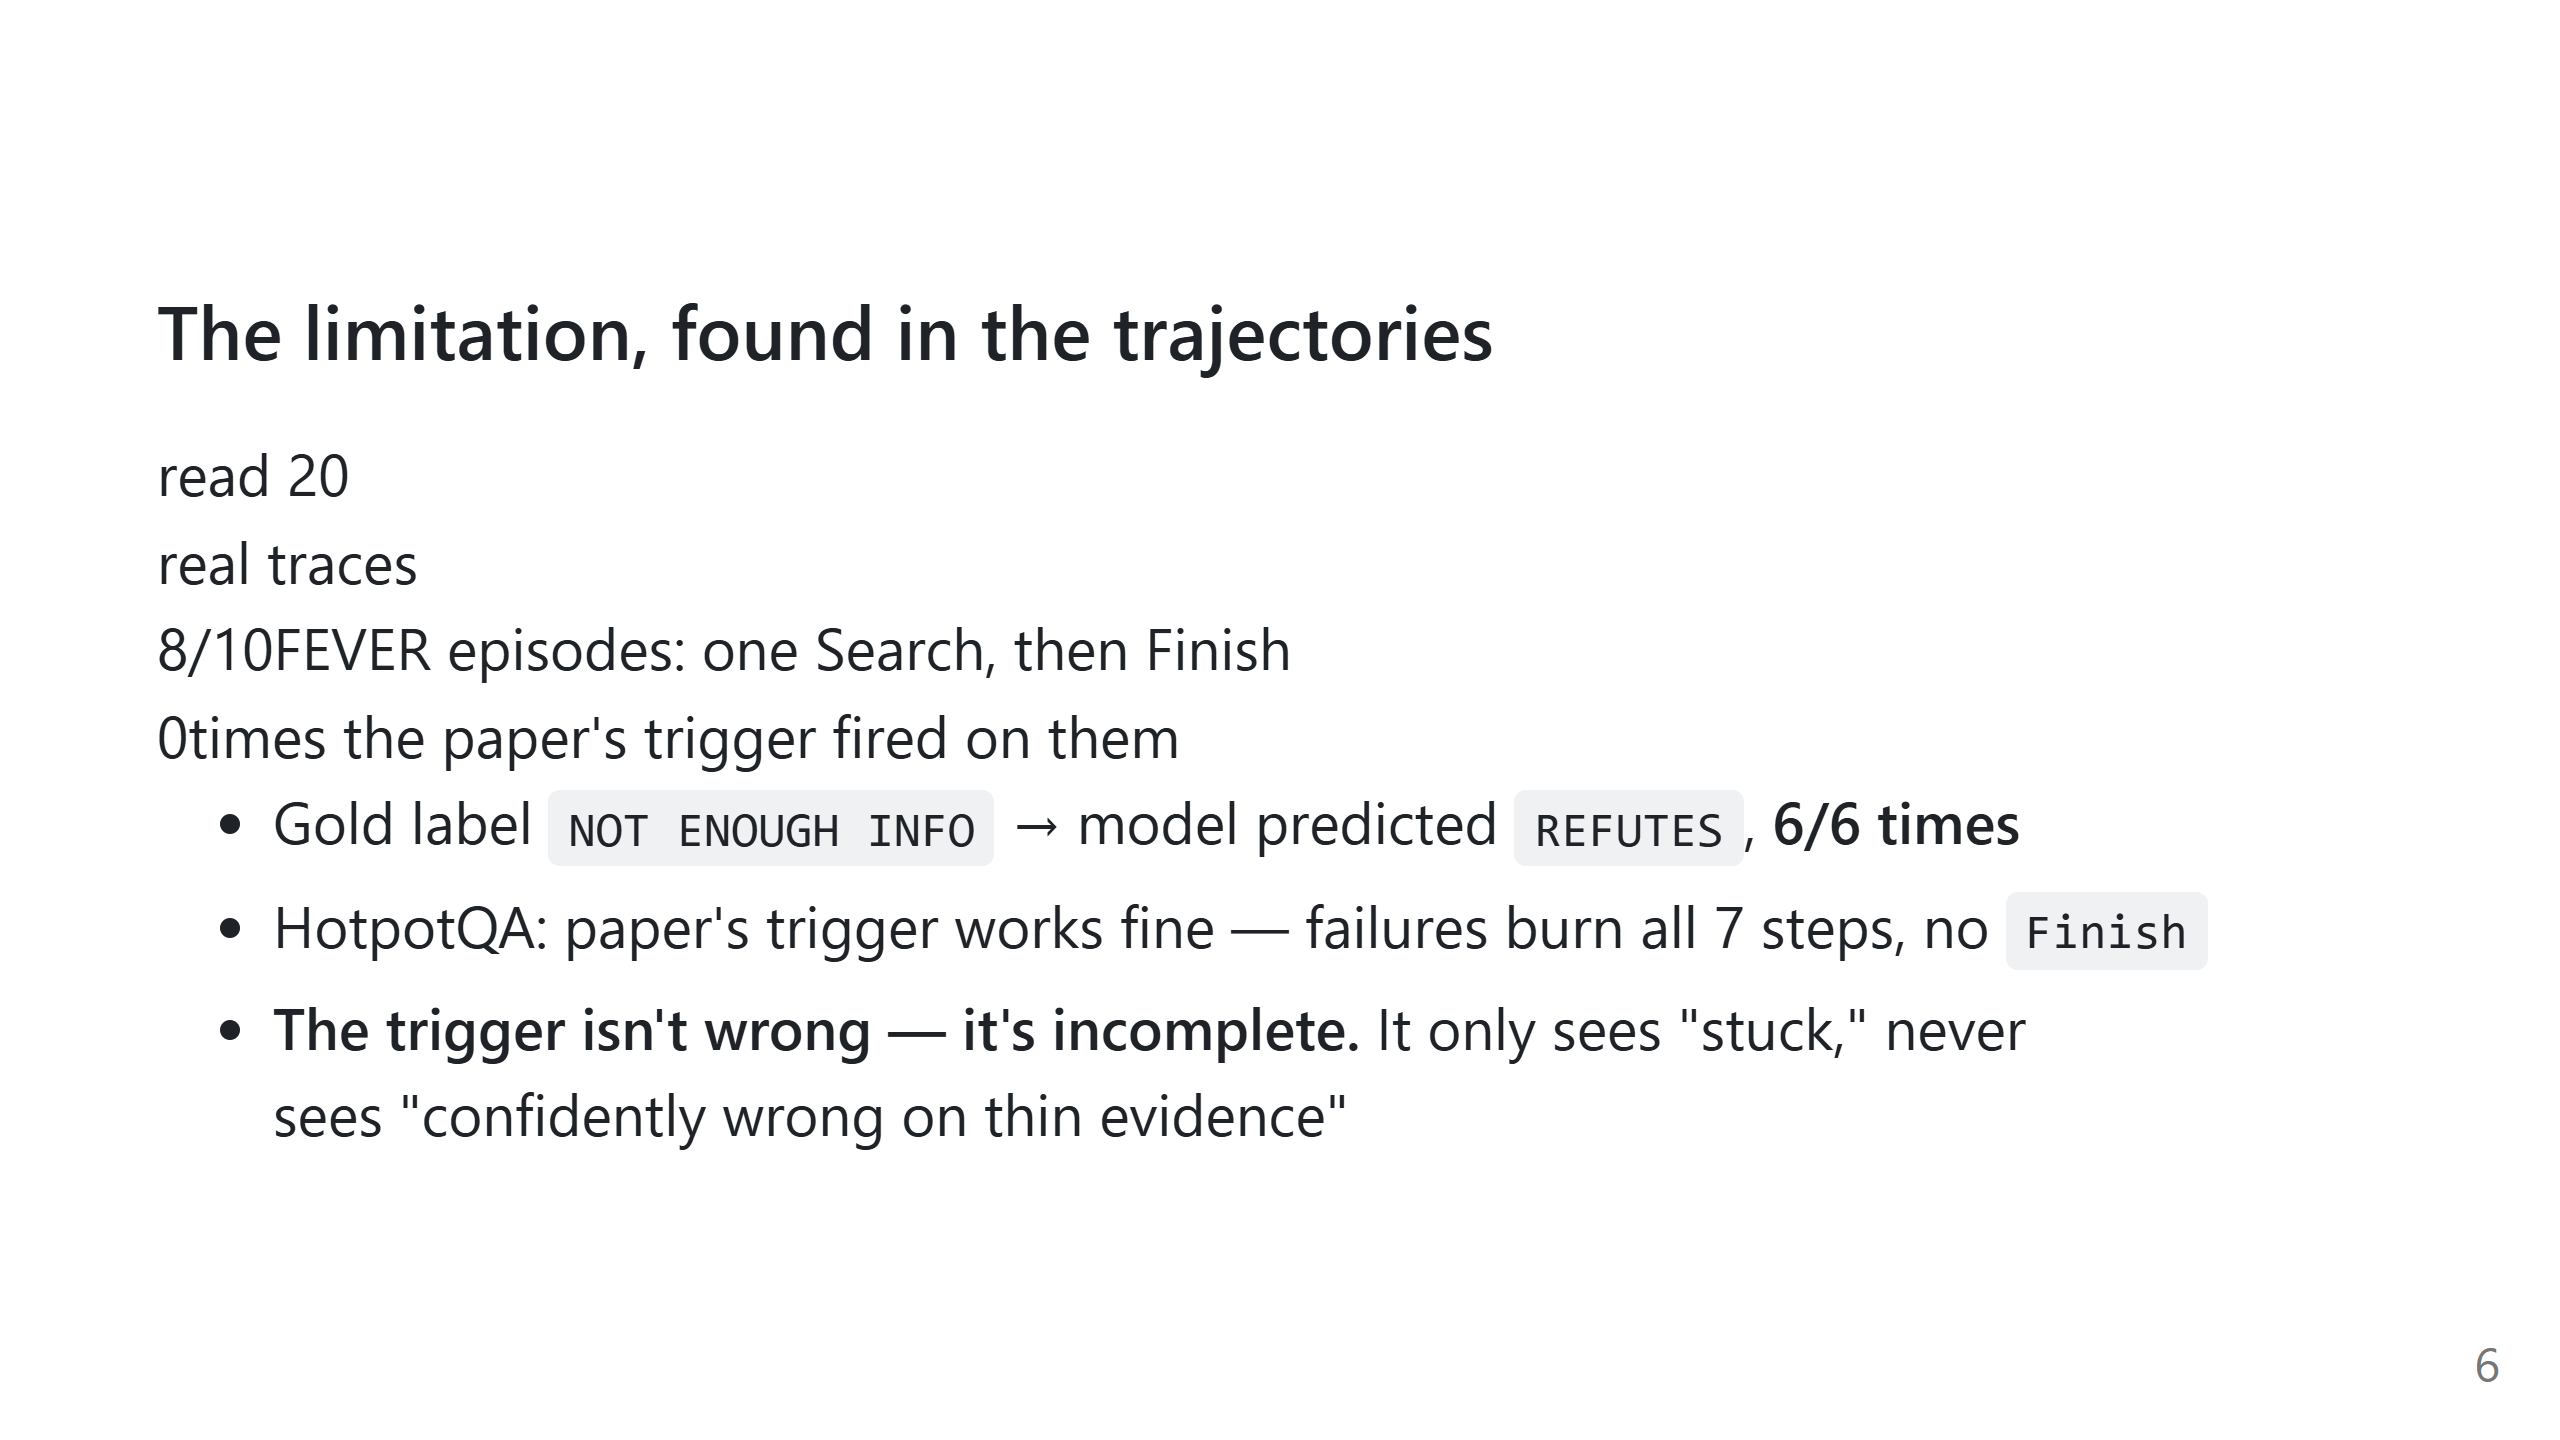 The limitation, found in the trajectories
read 20
real traces
8/10FEVER episodes: one Search, then Finish
0times the paper's trigger fired on them
• Gold label NOT ENOUGH INFO → model predicted REFUTES, 6/6 times
• HotpotQA: paper's trigger works fine — failures burn all 7 steps, no Finish
• The trigger isn't wrong — it's incomplete. It only sees "stuck," never
sees "confidently wrong on thin evidence"
6